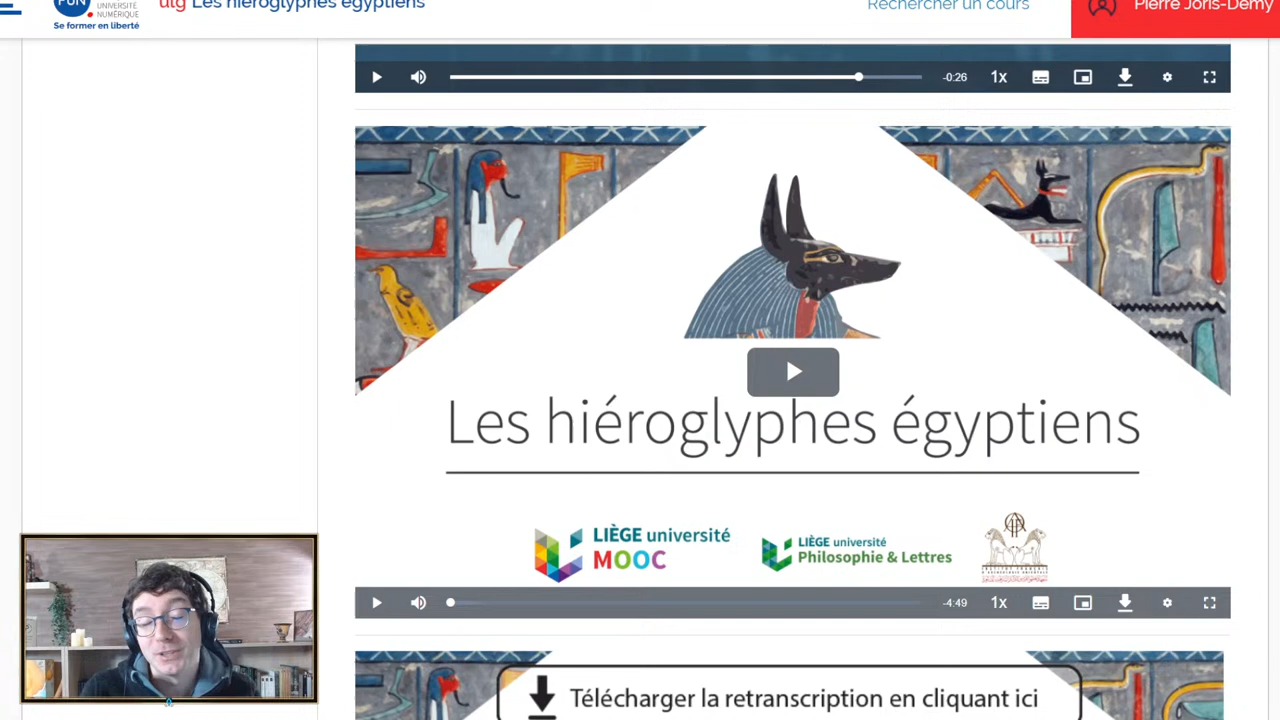 FUN
UNIVERSITÉ
NUMÉRIQUE
Se former en liberté
ulg Les hiéroglyphes égyptiens
Rechercher un cours
Pierre Joris-Demy
-0:26
1x
Les hiéroglyphes égyptiens
LIÈGE université
MOOC
LIÈGE université
Philosophie & Lettres
-4:49
1x
Télécharger la retranscription en cliquant ici